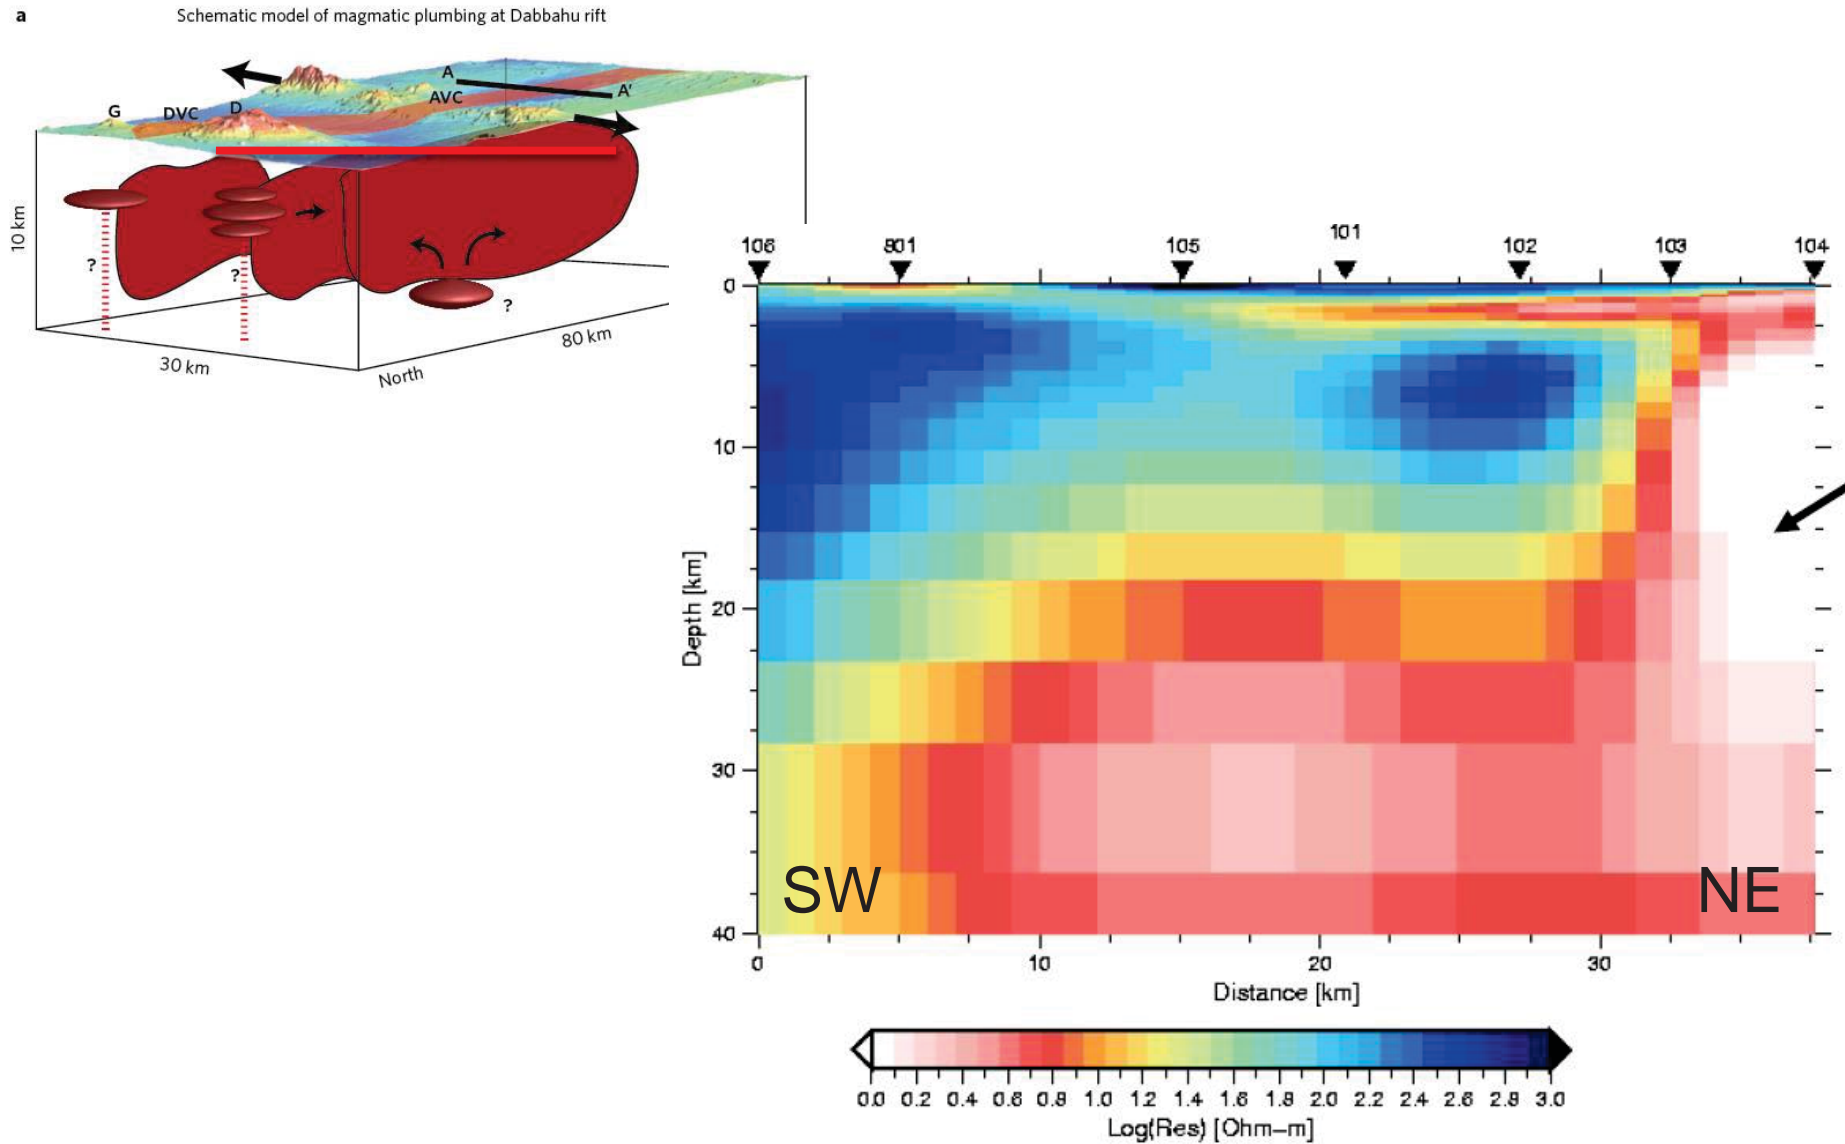 a
Schematic model of magmatic plumbing at Dabbahu rift
A
A'
AVC
G
DVC
D
10 km
?
?
?
30 km
North
80 km
106
801
105
101
102
103
104
0
10
20
30
40
Depth [km]
SW
NE
0
10
20
30
Distance [km]
0.0 0.2 0.4 0.6 0.8 1.0 1.2 1.4 1.6 1.8 2.0 2.2 2.4 2.6 2.8 3.0
Log(Res) [Ohm-m]